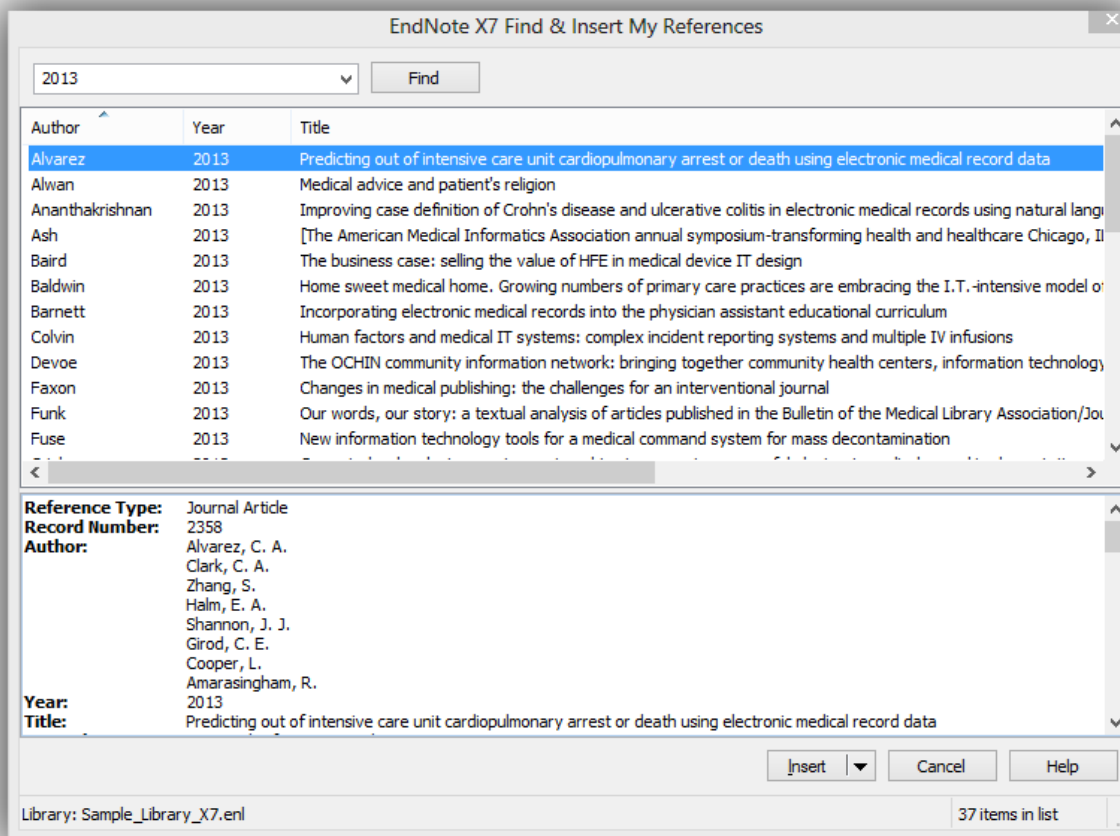 EndNote X7 Find & Insert My References
2013
Find
Author Year Title
Alvarez 2013 Predicting out of intensive care unit cardiopulmonary arrest or death using electronic medical record data
Alwan 2013 Medical advice and patient's religion
Ananthakrishnan 2013 Improving case definition of Crohn's disease and ulcerative colitis in electronic medical records using natural langu
Ash 2013 [The American Medical Informatics Association annual symposium-transforming health and healthcare Chicago, Il
Baird 2013 The business case: selling the value of HFE in medical device IT design
Baldwin 2013 Home sweet medical home. Growing numbers of primary care practices are embracing the I.T.-intensive model of
Barnett 2013 Incorporating electronic medical records into the physician assistant educational curriculum
Colvin 2013 Human factors and medical IT systems: complex incident reporting systems and multiple IV infusions
Devoe 2013 The OCHIN community information network: bringing together community health centers, information technology
Faxon 2013 Changes in medical publishing: the challenges for an interventional journal
Funk 2013 Our words, our story: a textual analysis of articles published in the Bulletin of the Medical Library Association/Jou
Fuse 2013 New information technology tools for a medical command system for mass decontamination
Reference Type: Journal Article
Record Number: 2358
Author: Alvarez, C. A.
Clark, C. A.
Zhang, S.
Halm, E. A.
Shannon, J. J.
Girod, C. E.
Cooper, L.
Amarasingham, R.
Year: 2013
Title: Predicting out of intensive care unit cardiopulmonary arrest or death using electronic medical record data
Insert Cancel Help
Library: Sample_Library_X7.enl 37 items in list